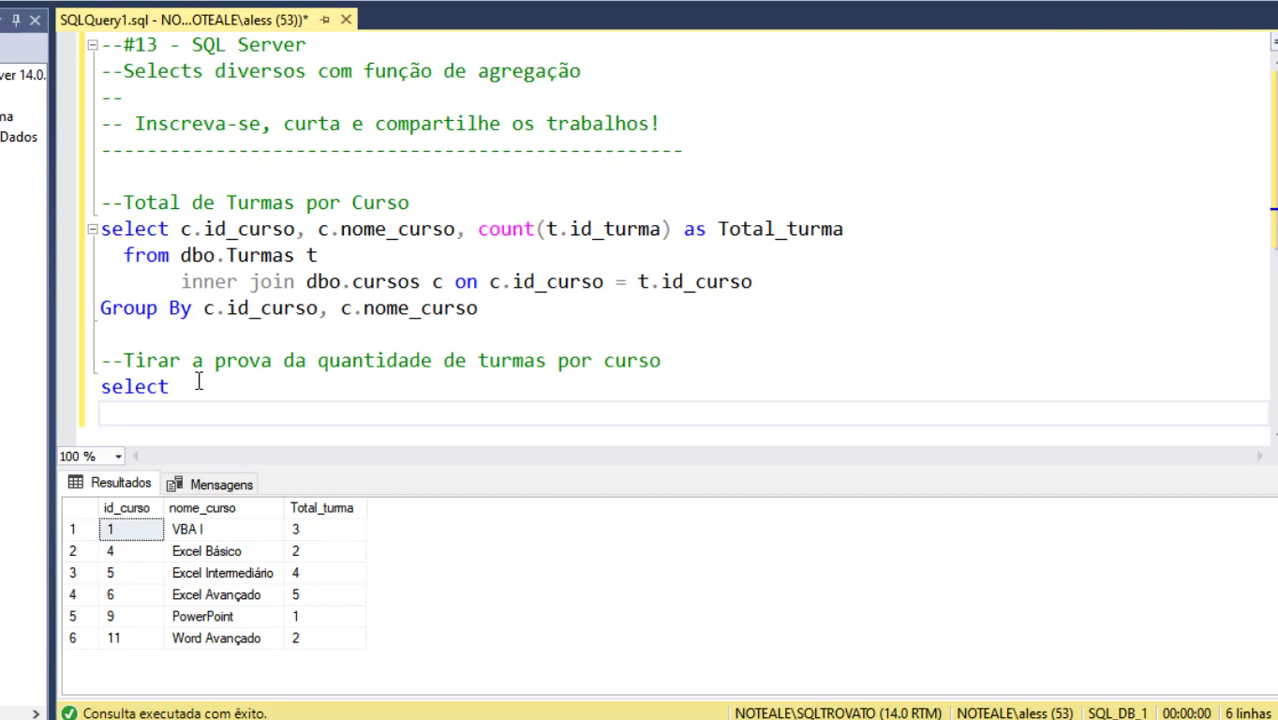 SQLQuery1.sql - NO...OTEALE\aless (53))*
ver 14.0.
ma
Dados
--#13 - SQL Server
--Selects diversos com função de agregação
--
-- Inscreva-se, curta e compartilhe os trabalhos!
---------------------------------------------------
--Total de Turmas por Curso
select c.id_curso, c.nome_curso, count(t.id_turma) as Total_turma
from dbo.Turmas t
inner join dbo.cursos c on c.id_curso = t.id_curso
Group By c.id_curso, c.nome_curso
--Tirar a prova da quantidade de turmas por curso
select
100 %
Resultados Mensagens
id_curso nome_curso Total_turma
1 1 VBA I 3
2 4 Excel Básico 2
3 5 Excel Intermediário 4
4 6 Excel Avançado 5
5 9 PowerPoint 1
6 11 Word Avançado 2
Consulta executada com êxito. NOTEALE\SQLTROVATO (14.0 RTM) NOTEALE\aless (53) SQL_DB_1 00:00:00 6 linhas